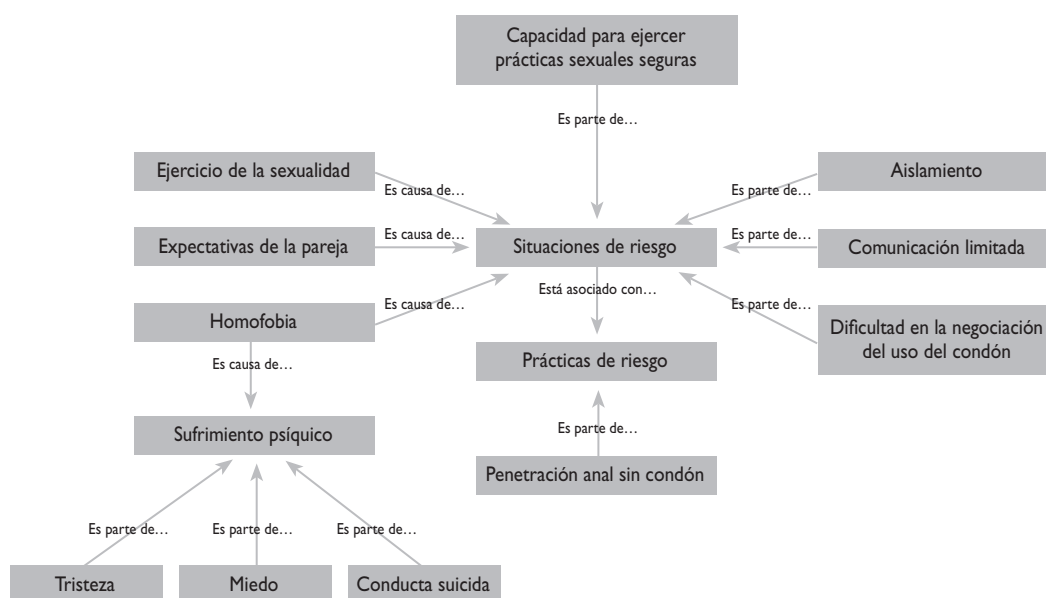 Capacidad para ejercer
prácticas sexuales seguras
Es parte de…
Ejercicio de la sexualidad
Es causa de…
Aislamiento
Es parte de…
Expectativas de la pareja
Es causa de…
Situaciones de riesgo
Es parte de…
Comunicación limitada
Homofobia
Es causa de…
Está asociado con…
Es parte de…
Dificultad en la negociación
del uso del condón
Es causa de…
Prácticas de riesgo
Sufrimiento psíquico
Es parte de…
Penetración anal sin condón
Es parte de…
Es parte de…
Es parte de…
Tristeza
Miedo
Conducta suicida